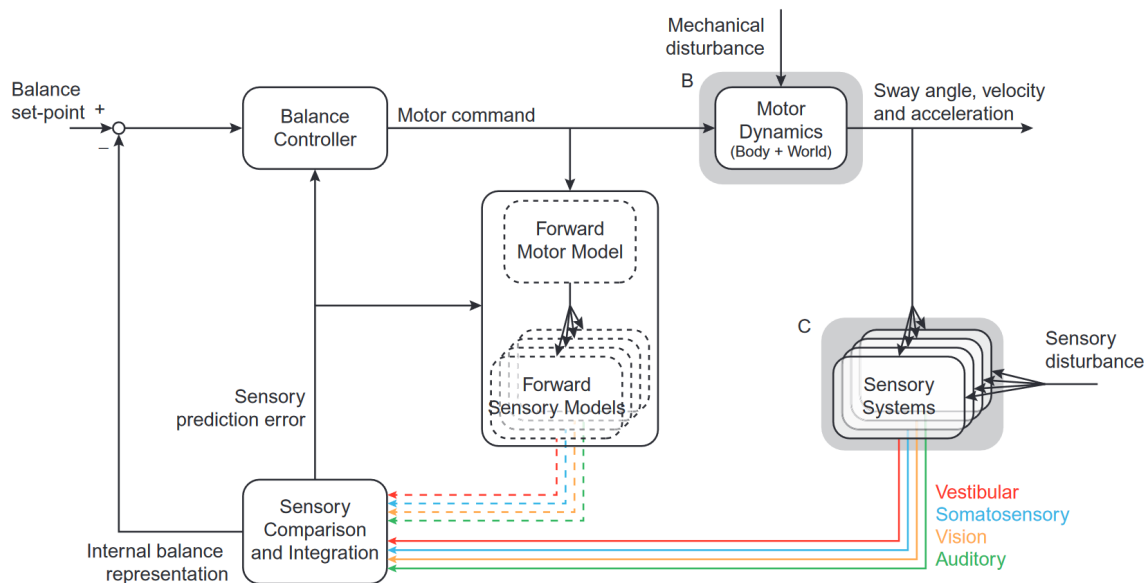 Mechanical
disturbance
Balance
set-point
+
−
Balance
Controller
Motor command
B
Motor
Dynamics
(Body + World)
Sway angle, velocity
and acceleration
Forward
Motor Model
Forward
Sensory Models
C
Sensory
Systems
Sensory
disturbance
Sensory
prediction error
Sensory
Comparison
and Integration
Internal balance
representation
Vestibular
Somatosensory
Vision
Auditory